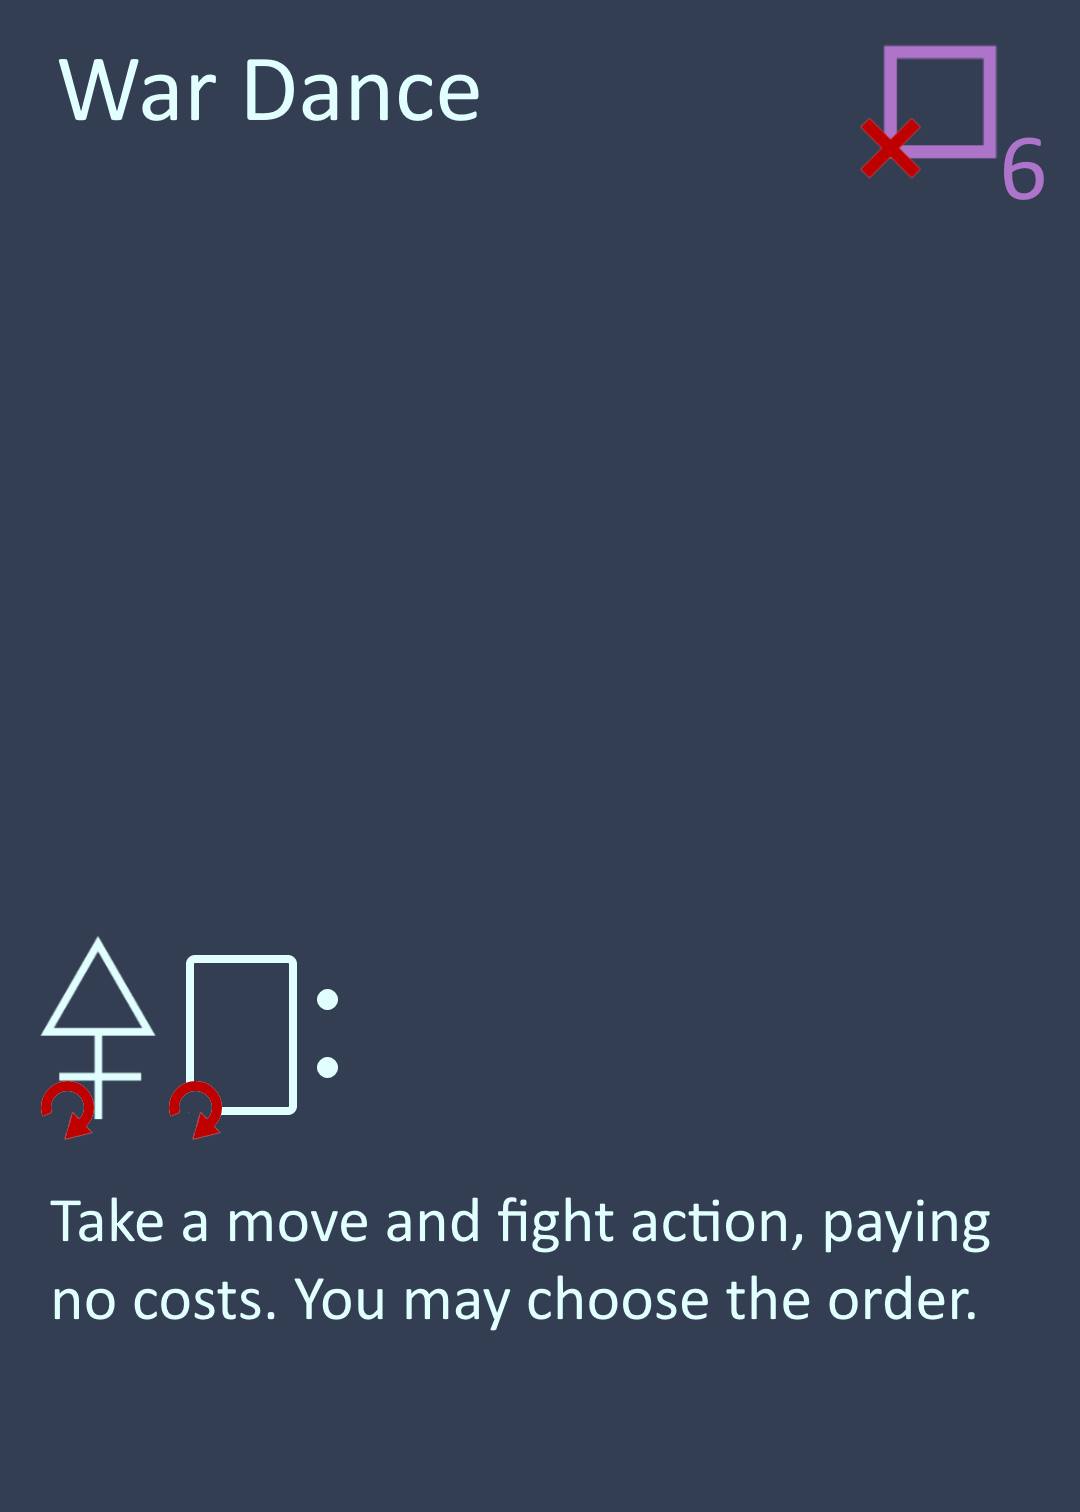 War Dance
6
:
Take a move and fight action, paying
no costs. You may choose the order.